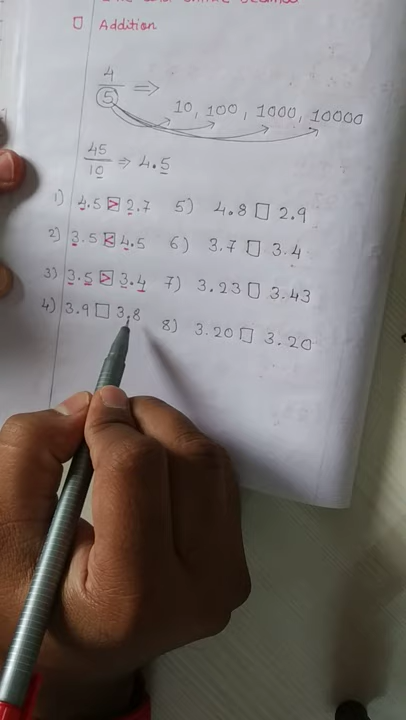 □ Addition
4/5 ⇒
10, 100, 1000, 10000
45/10 ⇒ 4.5
1) 4.5 > 2.7 5) 4.8 □ 2.9
2) 3.5 < 4.5 6) 3.7 □ 3.4
3) 3.5 > 3.4 7) 3.23 □ 3.43
4) 3.9 □ 3.8 8) 3.20 □ 3.20